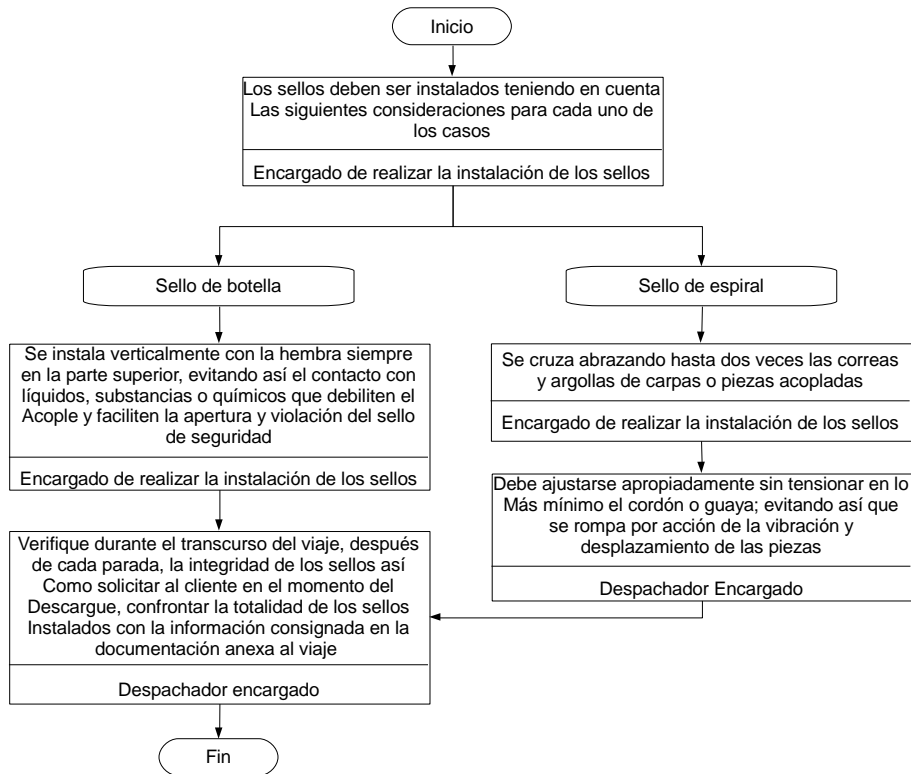 Inicio
Los sellos deben ser instalados teniendo en cuenta
Las siguientes consideraciones para cada uno de
los casos
Encargado de realizar la instalación de los sellos
Sello de botella
Sello de espiral
Se instala verticalmente con la hembra siempre
en la parte superior, evitando así el contacto con
líquidos, substancias o químicos que debiliten el
Acople y faciliten la apertura y violación del sello
de seguridad
Encargado de realizar la instalación de los sellos
Se cruza abrazando hasta dos veces las correas
y argollas de carpas o piezas acopladas
Encargado de realizar la instalación de los sellos
Debe ajustarse apropiadamente sin tensionar en lo
Más mínimo el cordón o guaya; evitando así que
se rompa por acción de la vibración y
desplazamiento de las piezas
Despachador Encargado
Verifique durante el transcurso del viaje, después
de cada parada, la integridad de los sellos así
Como solicitar al cliente en el momento del
Descargue, confrontar la totalidad de los sellos
Instalados con la información consignada en la
documentación anexa al viaje
Despachador encargado
Fin